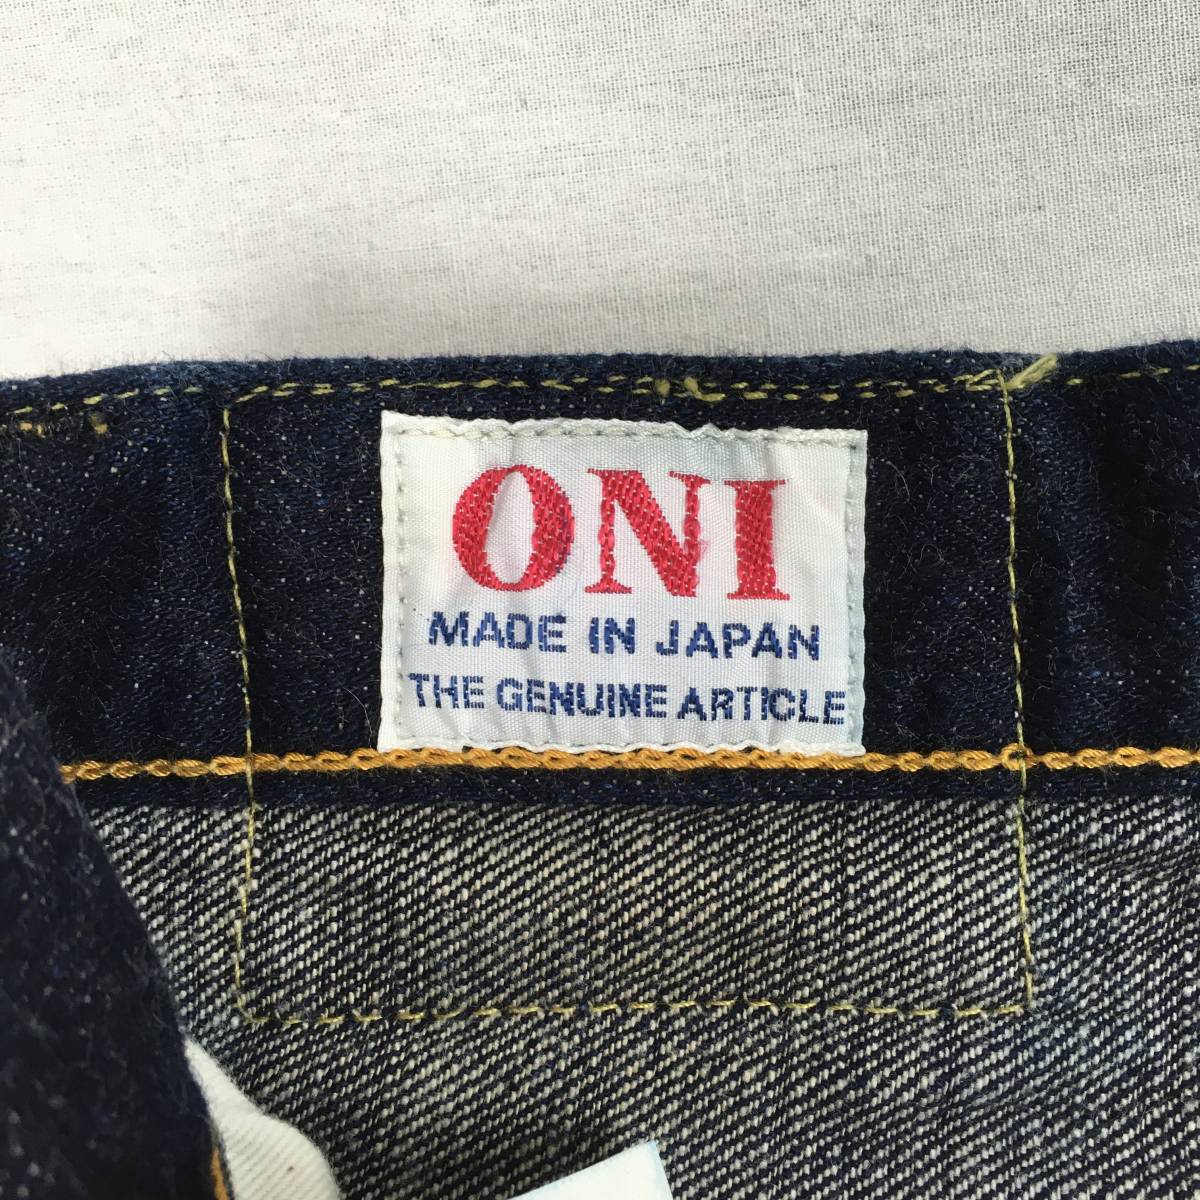 ONI
MADE IN JAPAN
THE GENUINE ARTICLE